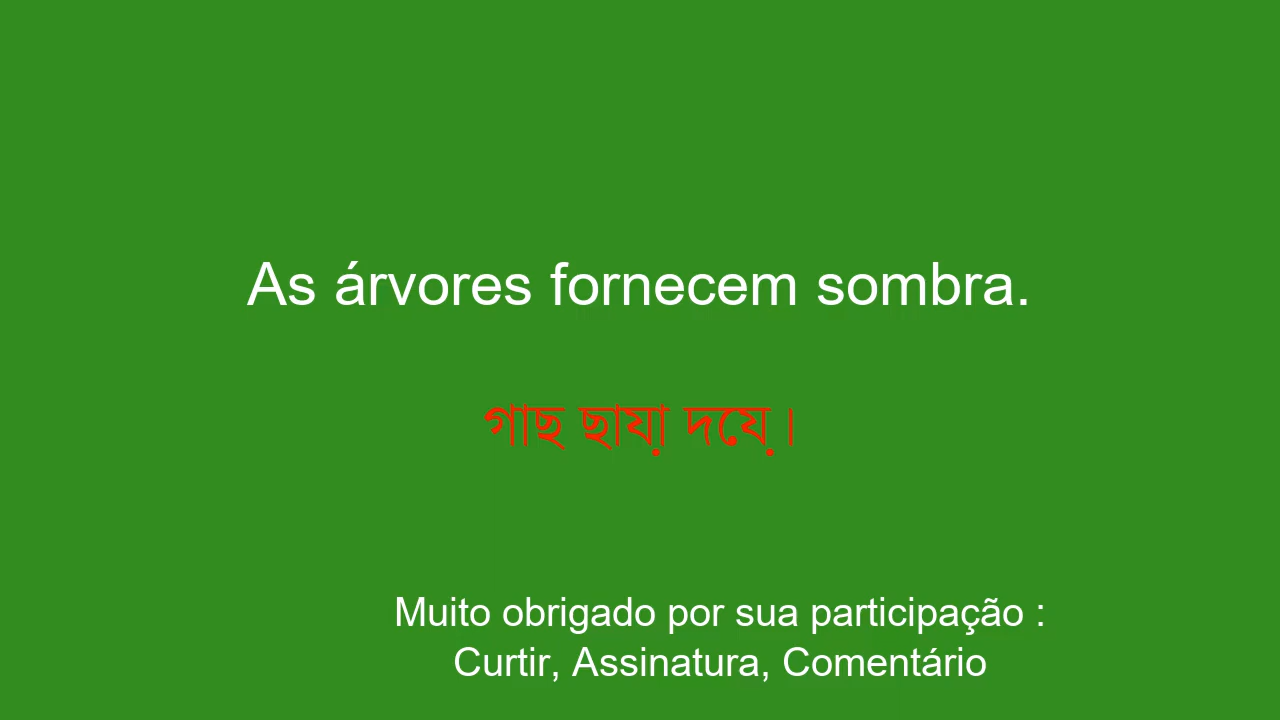 As árvores fornecem sombra.
গাছ ছায়া দেয়।
Muito obrigado por sua participação :
Curtir, Assinatura, Comentário